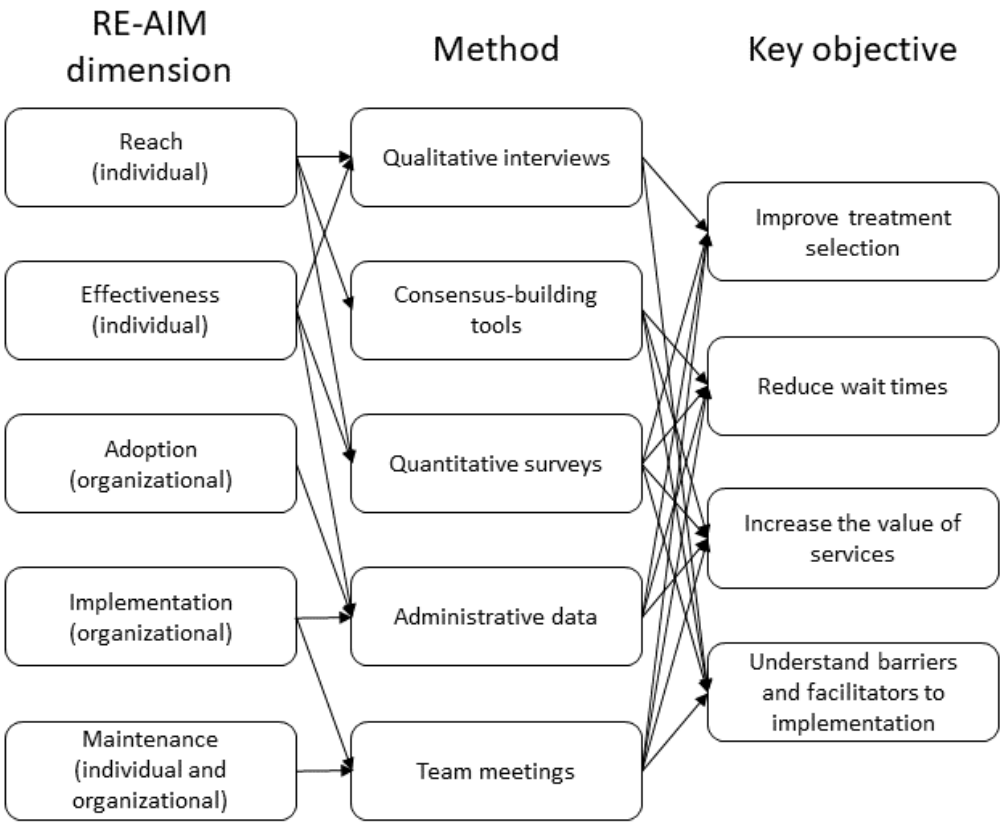 RE-AIM
dimension
Method
Key objective
Reach
(individual)
Effectiveness
(individual)
Adoption
(organizational)
Implementation
(organizational)
Maintenance
(individual and
organizational)
Qualitative interviews
Consensus-building
tools
Quantitative surveys
Administrative data
Team meetings
Improve treatment
selection
Reduce wait times
Increase the value of
services
Understand barriers
and facilitators to
implementation